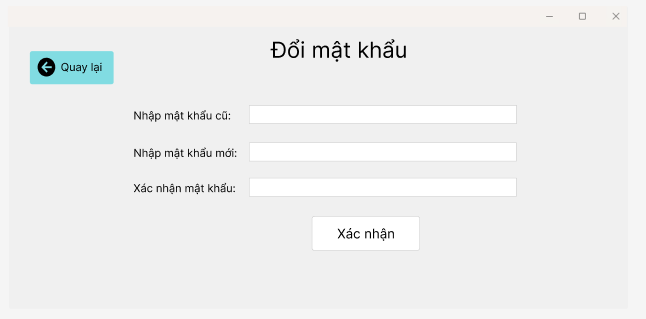 Đổi mật khẩu
Quay lại
Nhập mật khẩu cũ:
Nhập mật khẩu mới:
Xác nhận mật khẩu:
Xác nhận